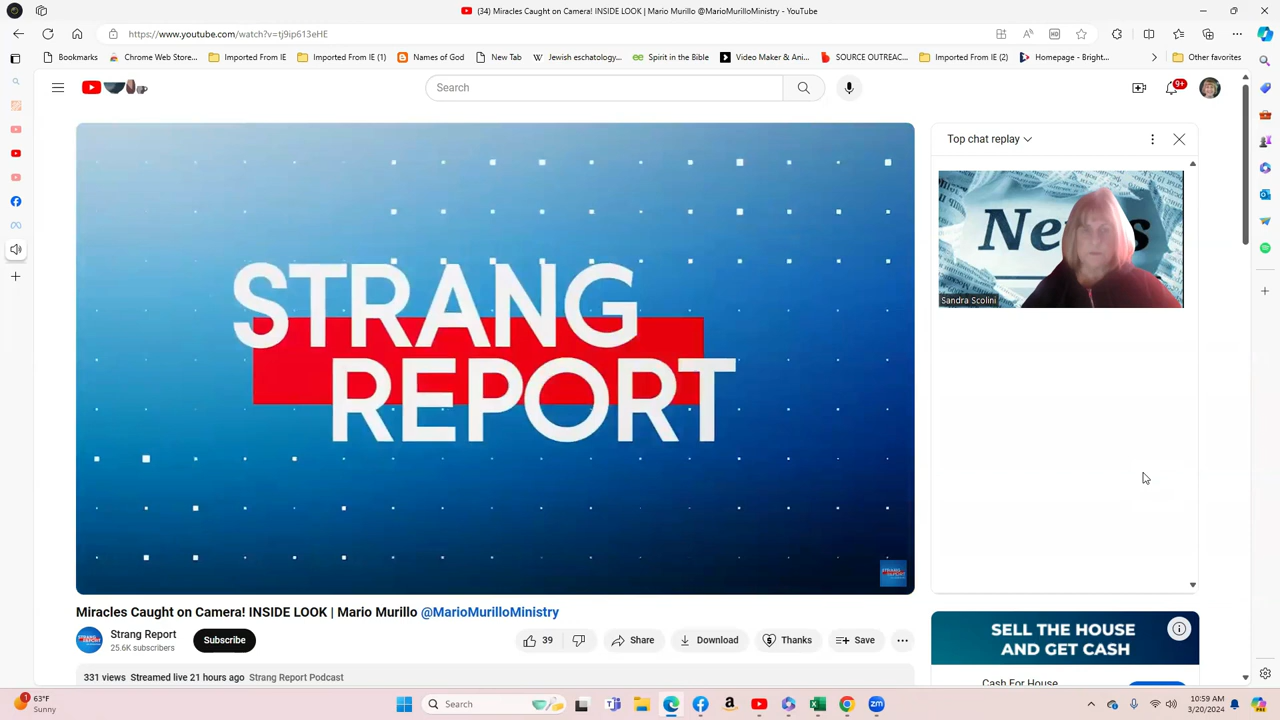 (34) Miracles Caught on Camera! INSIDE LOOK | Mario Murillo @MarioMurilloMinistry - YouTube
https://www.youtube.com/watch?v=tj9ip613eHE
Bookmarks
Chrome Web Store...
Imported From IE
Imported From IE (1)
Names of God
New Tab
Jewish eschatology...
Spirit in the Bible
Video Maker & Ani...
SOURCE OUTREAC...
Imported From IE (2)
Homepage - Bright...
Other favorites
Search
9+
Top chat replay
News
Sandra Scolini
STRANG
REPORT
STRANG
REPORT
Miracles Caught on Camera! INSIDE LOOK | Mario Murillo @MarioMurilloMinistry
Strang Report
25.6K subscribers
Subscribe
39
Share
Download
Thanks
Save
331 views Streamed live 21 hours ago Strang Report Podcast
SELL THE HOUSE
AND GET CASH
Cash For House
1
63°F
Sunny
Search
10:59 AM
3/20/2024